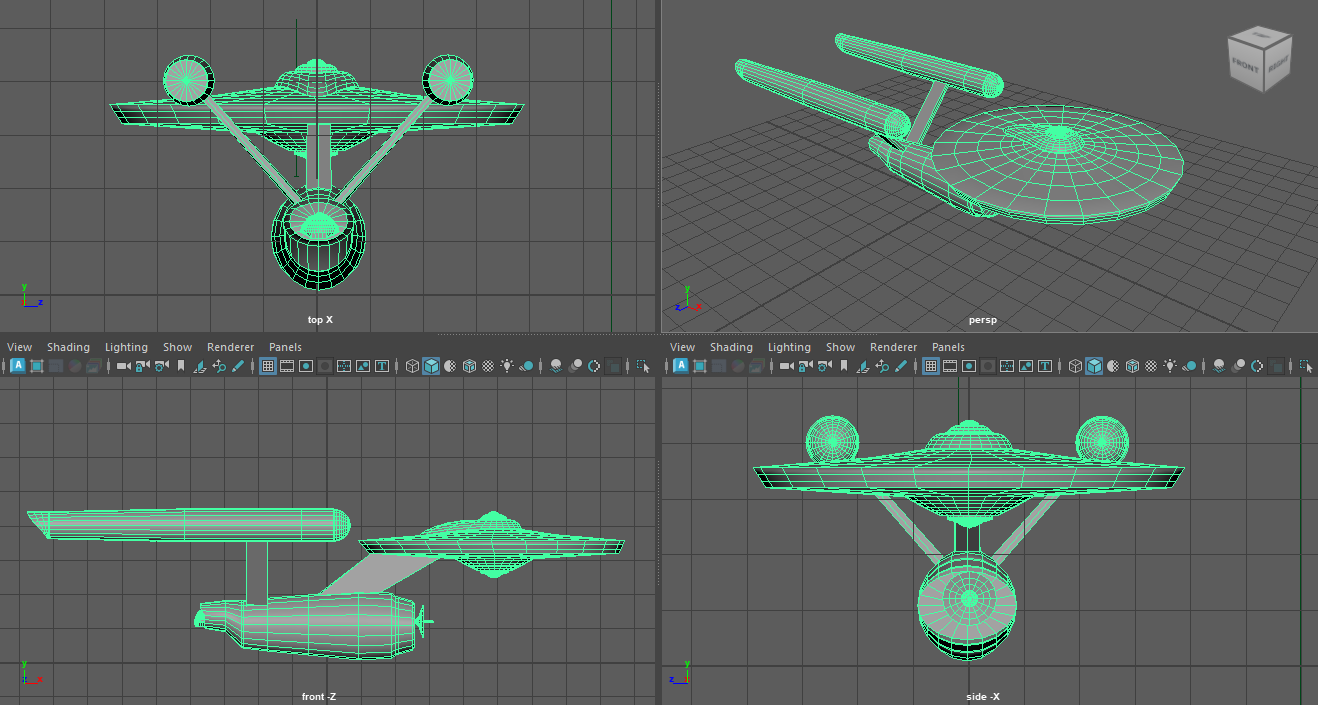 FRONT
RIGHT
y
z
top X
y
z
x
persp
View Shading Lighting Show Renderer Panels
View Shading Lighting Show Renderer Panels
A
T
A
T
y
x
front -Z
y
z
side -X